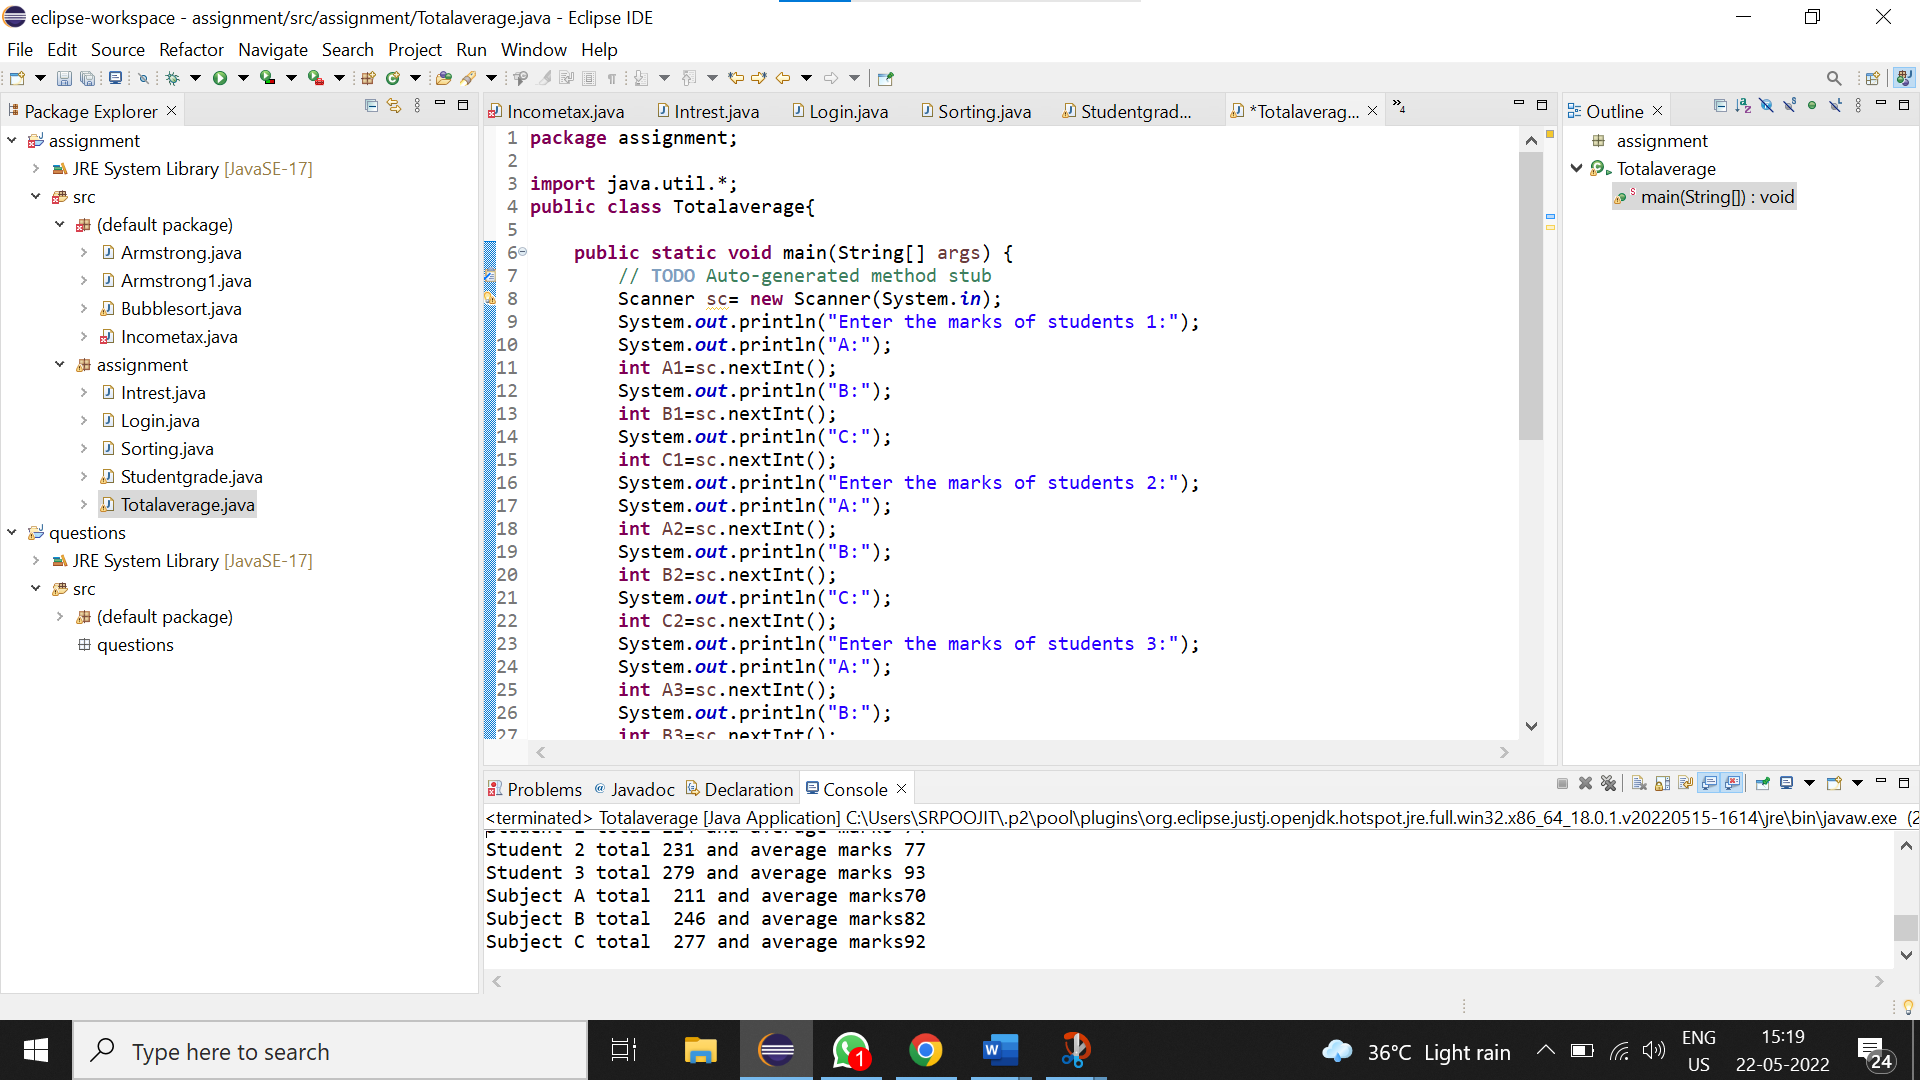 eclipse-workspace - assignment/src/assignment/Totalaverage.java - Eclipse IDE
File Edit Source Refactor Navigate Search Project Run Window Help
Package Explorer
assignment
JRE System Library [JavaSE-17]
src
(default package)
Armstrong.java
Armstrong1.java
Bubblesort.java
Incometax.java
assignment
Intrest.java
Login.java
Sorting.java
Studentgrade.java
Totalaverage.java
questions
JRE System Library [JavaSE-17]
src
(default package)
questions
Incometax.java Intrest.java Login.java Sorting.java Studentgrad... *Totalaverag... »4
1 package assignment;
2
3 import java.util.*;
4 public class Totalaverage{
5
6 public static void main(String[] args) {
7 // TODO Auto-generated method stub
8 Scanner sc= new Scanner(System.in);
9 System.out.println("Enter the marks of students 1:");
10 System.out.println("A:");
11 int A1=sc.nextInt();
12 System.out.println("B:");
13 int B1=sc.nextInt();
14 System.out.println("C:");
15 int C1=sc.nextInt();
16 System.out.println("Enter the marks of students 2:");
17 System.out.println("A:");
18 int A2=sc.nextInt();
19 System.out.println("B:");
20 int B2=sc.nextInt();
21 System.out.println("C:");
22 int C2=sc.nextInt();
23 System.out.println("Enter the marks of students 3:");
24 System.out.println("A:");
25 int A3=sc.nextInt();
26 System.out.println("B:");
27 int B3=sc.nextInt();
Outline
assignment
Totalaverage
main(String[]) : void
Problems Javadoc Declaration Console
<terminated> Totalaverage [Java Application] C:\Users\SRPOOJIT\.p2\pool\plugins\org.eclipse.justj.openjdk.hotspot.jre.full.win32.x86_64_18.0.1.v20220515-1614\jre\bin\javaw.exe (2
Student 2 total 231 and average marks 77
Student 3 total 279 and average marks 93
Subject A total  211 and average marks70
Subject B total  246 and average marks82
Subject C total  277 and average marks92
Type here to search
1
36°C Light rain
ENG
US
15:19
22-05-2022
24